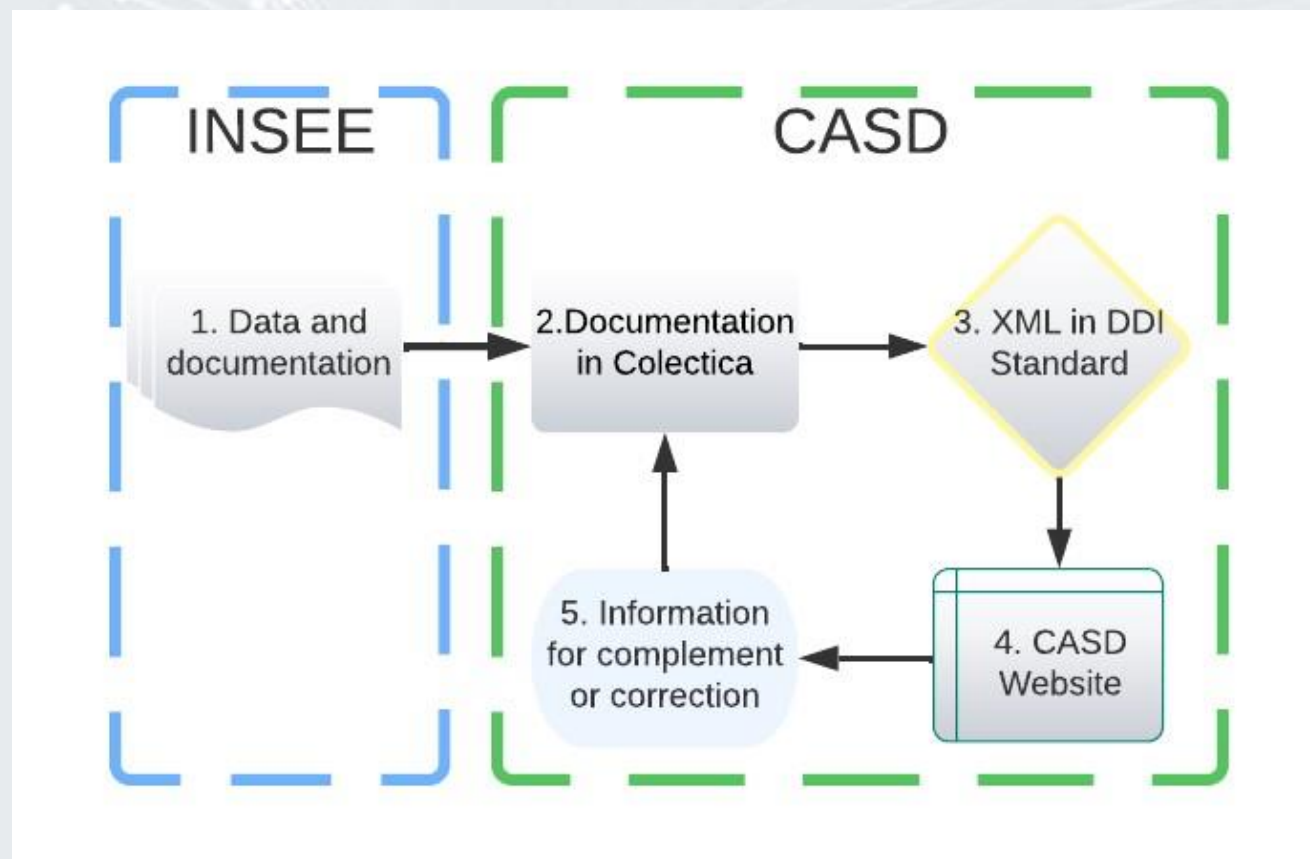 INSEE
CASD
1. Data and
documentation
2.Documentation
in Colectica
3. XML in DDI
Standard
4. CASD
Website
5. Information
for complement
or correction